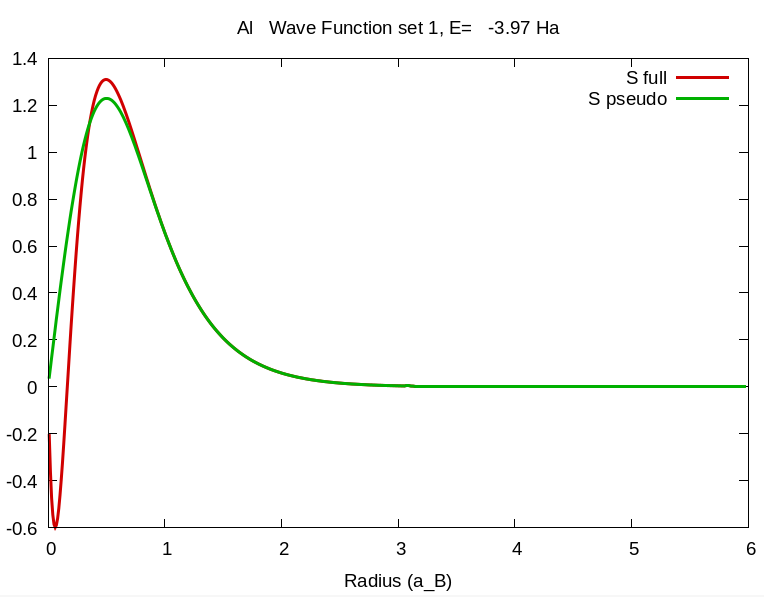 Al   Wave Function set 1, E=   -3.97 Ha
S full
S pseudo
1.4
1.2
1
0.8
0.6
0.4
0.2
0
-0.2
-0.4
-0.6
0 1 2 3 4 5 6
Radius (a_B)